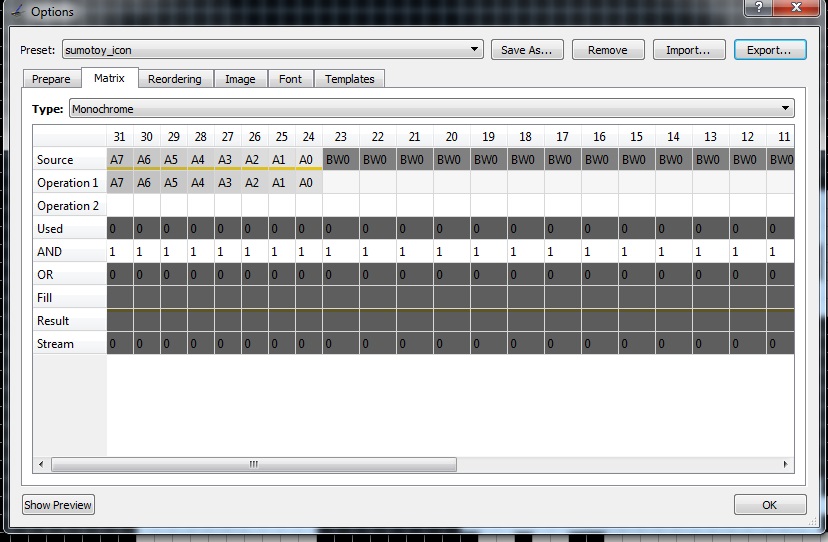 Options
Preset: sumotoy_icon Save As... Remove Import... Export...
Prepare Matrix Reordering Image Font Templates
Type: Monochrome
31 30 29 28 27 26 25 24 23 22 21 20 19 18 17 16 15 14 13 12 11
Source A7 A6 A5 A4 A3 A2 A1 A0 BW0 BW0 BW0 BW0 BW0 BW0 BW0 BW0 BW0 BW0 BW0 BW0 BW0
Operation 1 A7 A6 A5 A4 A3 A2 A1 A0
Operation 2
Used 0 0 0 0 0 0 0 0 0 0 0 0 0 0 0 0 0 0 0 0 0
AND 1 1 1 1 1 1 1 1 1 1 1 1 1 1 1 1 1 1 1 1 1
OR 0 0 0 0 0 0 0 0 0 0 0 0 0 0 0 0 0 0 0 0 0
Fill
Result
Stream 0 0 0 0 0 0 0 0 0 0 0 0 0 0 0 0 0 0 0 0 0
Show Preview OK